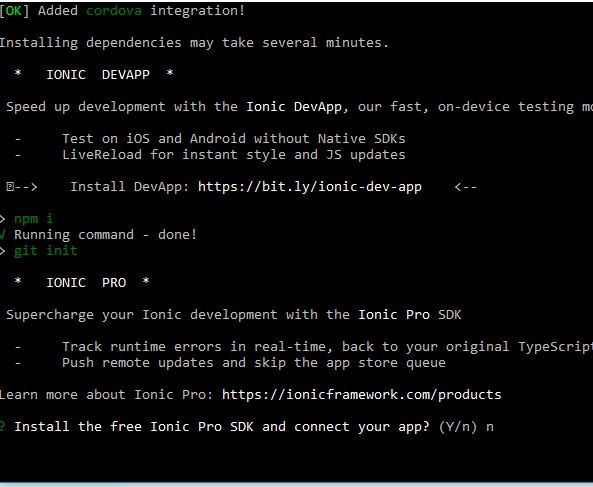 [OK] Added cordova integration!
Installing dependencies may take several minutes.
* IONIC DEVAPP *
Speed up development with the Ionic DevApp, our fast, on-device testing
- Test on iOS and Android without Native SDKs
- LiveReload for instant style and JS updates
--> Install DevApp: https://bit.ly/ionic-dev-app <--
> npm i
√ Running command - done!
> git init
* IONIC PRO *
Supercharge your Ionic development with the Ionic Pro SDK
- Track runtime errors in real-time, back to your original TypeScript
- Push remote updates and skip the app store queue
Learn more about Ionic Pro: https://ionicframework.com/products
? Install the free Ionic Pro SDK and connect your app? (Y/n) n